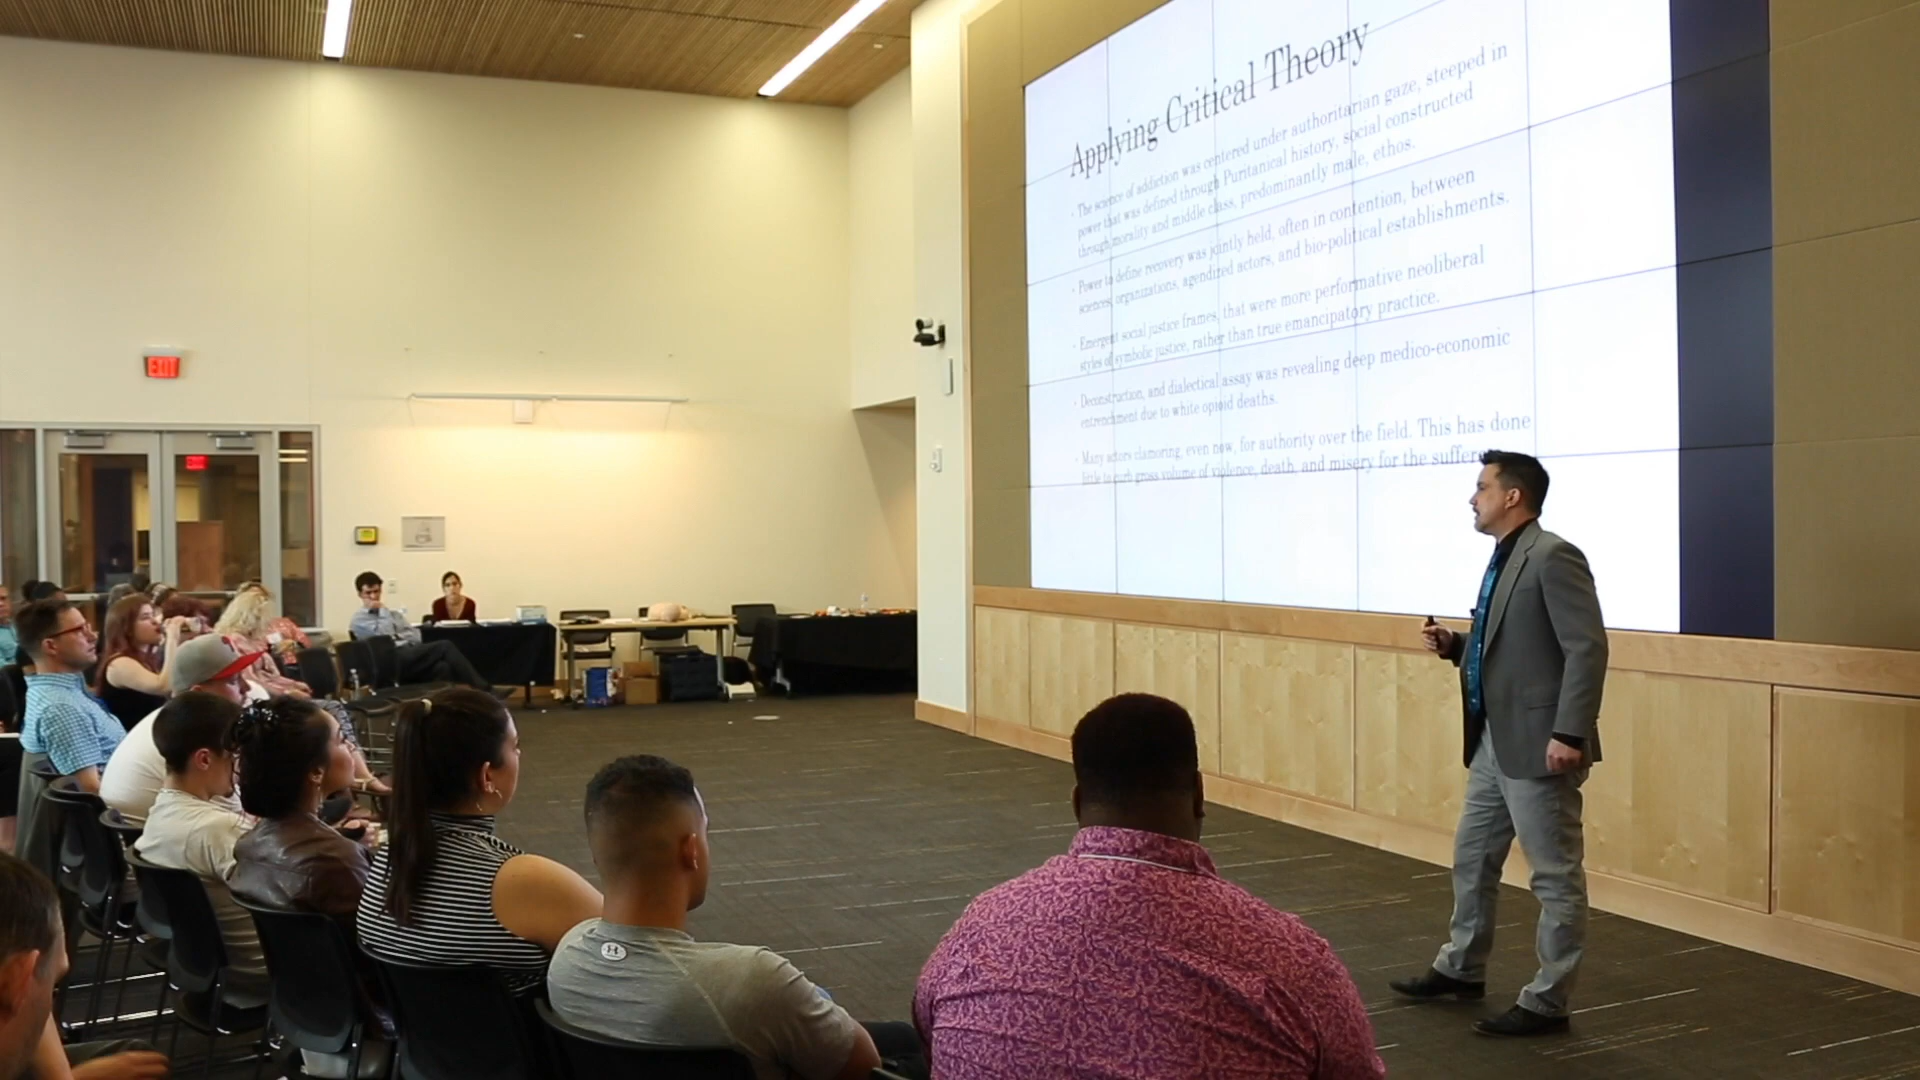 Applying Critical Theory
· The science of addiction was centered under authoritarian gaze, steeped in
power that was defined through Puritanical history, social constructed
through morality and middle class, predominantly male, ethos.
· Power to define recovery was jointly held, often in contention, between
sciences, organizations, agendized actors, and bio-political establishments.
· Emergent social justice frames, that were more performative neoliberal
styles of symbolic justice, rather than true emancipatory practice.
· Deconstruction, and dialectical assay was revealing deep medico-economic
entrenchment due to white opioid deaths.
· Many actors clamoring, even now, for authority over the field. This has done
little to curb gross volume of violence, death, and misery for the suffere
EXIT
EXIT